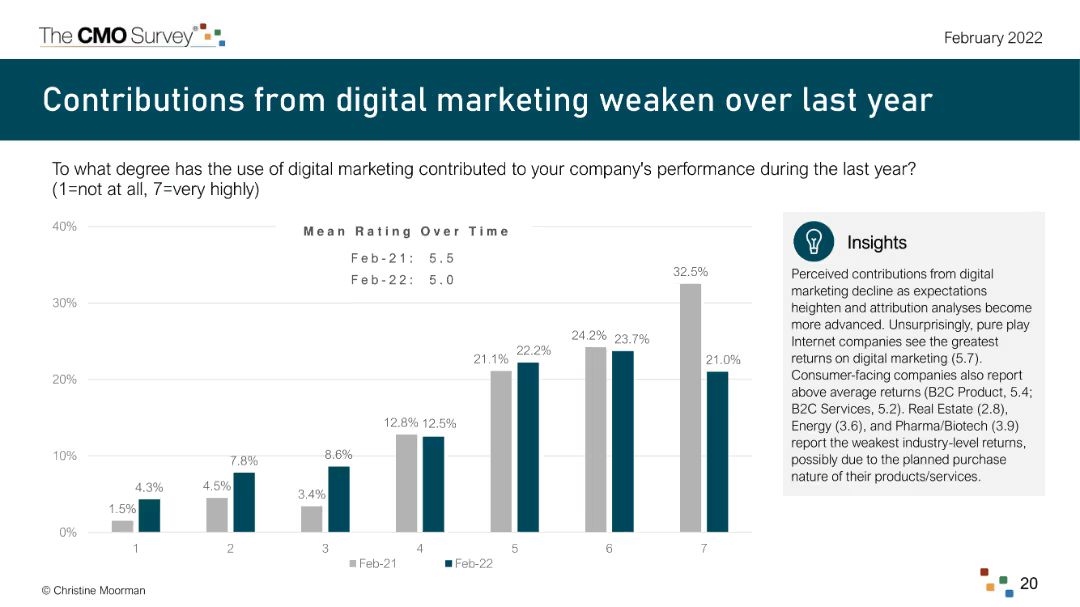 The CMO Survey®
February 2022
Contributions from digital marketing weaken over last year
To what degree has the use of digital marketing contributed to your company's performance during the last year?
(1=not at all, 7=very highly)
40%
30%
20%
10%
0%
Mean Rating Over Time
Feb-21: 5.5
Feb-22: 5.0
1.5% 4.3%
4.5% 7.8%
3.4% 8.6%
12.8% 12.5%
21.1% 22.2%
24.2% 23.7%
32.5% 21.0%
1 2 3 4 5 6 7
Feb-21 Feb-22
Insights
Perceived contributions from digital
marketing decline as expectations
heighten and attribution analyses become
more advanced. Unsurprisingly, pure play
Internet companies see the greatest
returns on digital marketing (5.7).
Consumer-facing companies also report
above average returns (B2C Product, 5.4;
B2C Services, 5.2). Real Estate (2.8),
Energy (3.6), and Pharma/Biotech (3.9)
report the weakest industry-level returns,
possibly due to the planned purchase
nature of their products/services.
© Christine Moorman
20